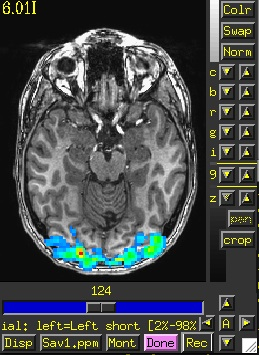 6.01I
Colr
Swap
Norm
c
b
r
g
i
9
z
pan
crop
124
ial: left=Left short [2%-98%
A
Disp Sav1.ppm Mont Done Rec